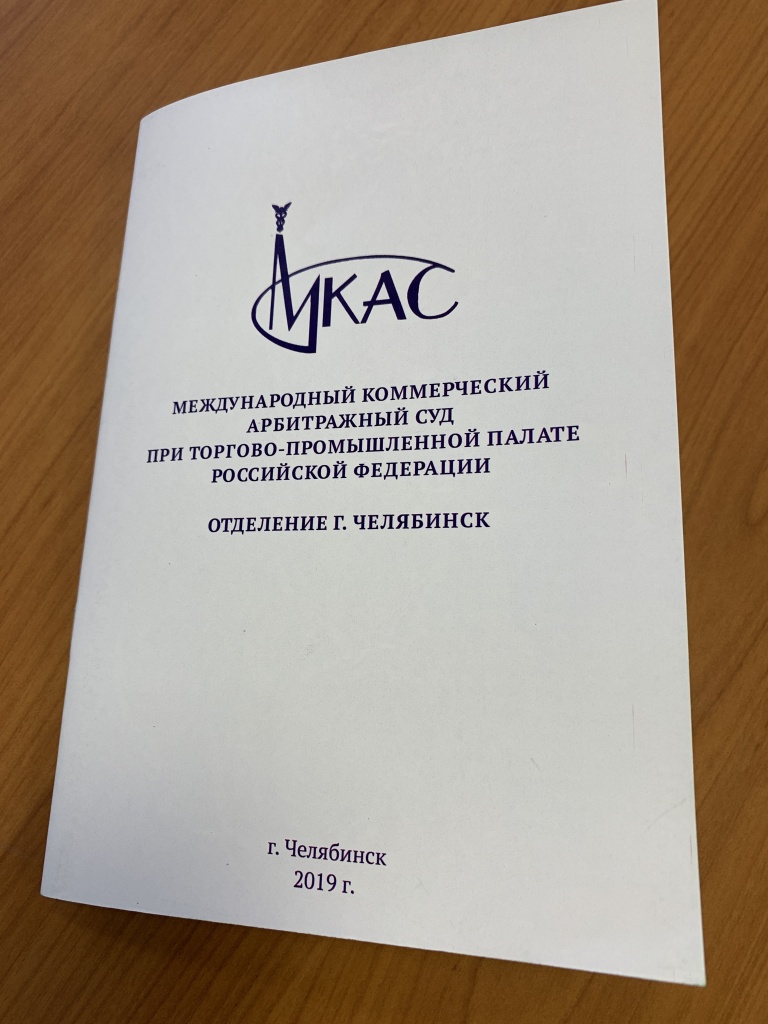 МКАС
МЕЖДУНАРОДНЫЙ КОММЕРЧЕСКИЙ
АРБИТРАЖНЫЙ СУД
ПРИ ТОРГОВО-ПРОМЫШЛЕННОЙ ПАЛАТЕ
РОССИЙСКОЙ ФЕДЕРАЦИИ
ОТДЕЛЕНИЕ Г. ЧЕЛЯБИНСК
г. Челябинск
2019 г.